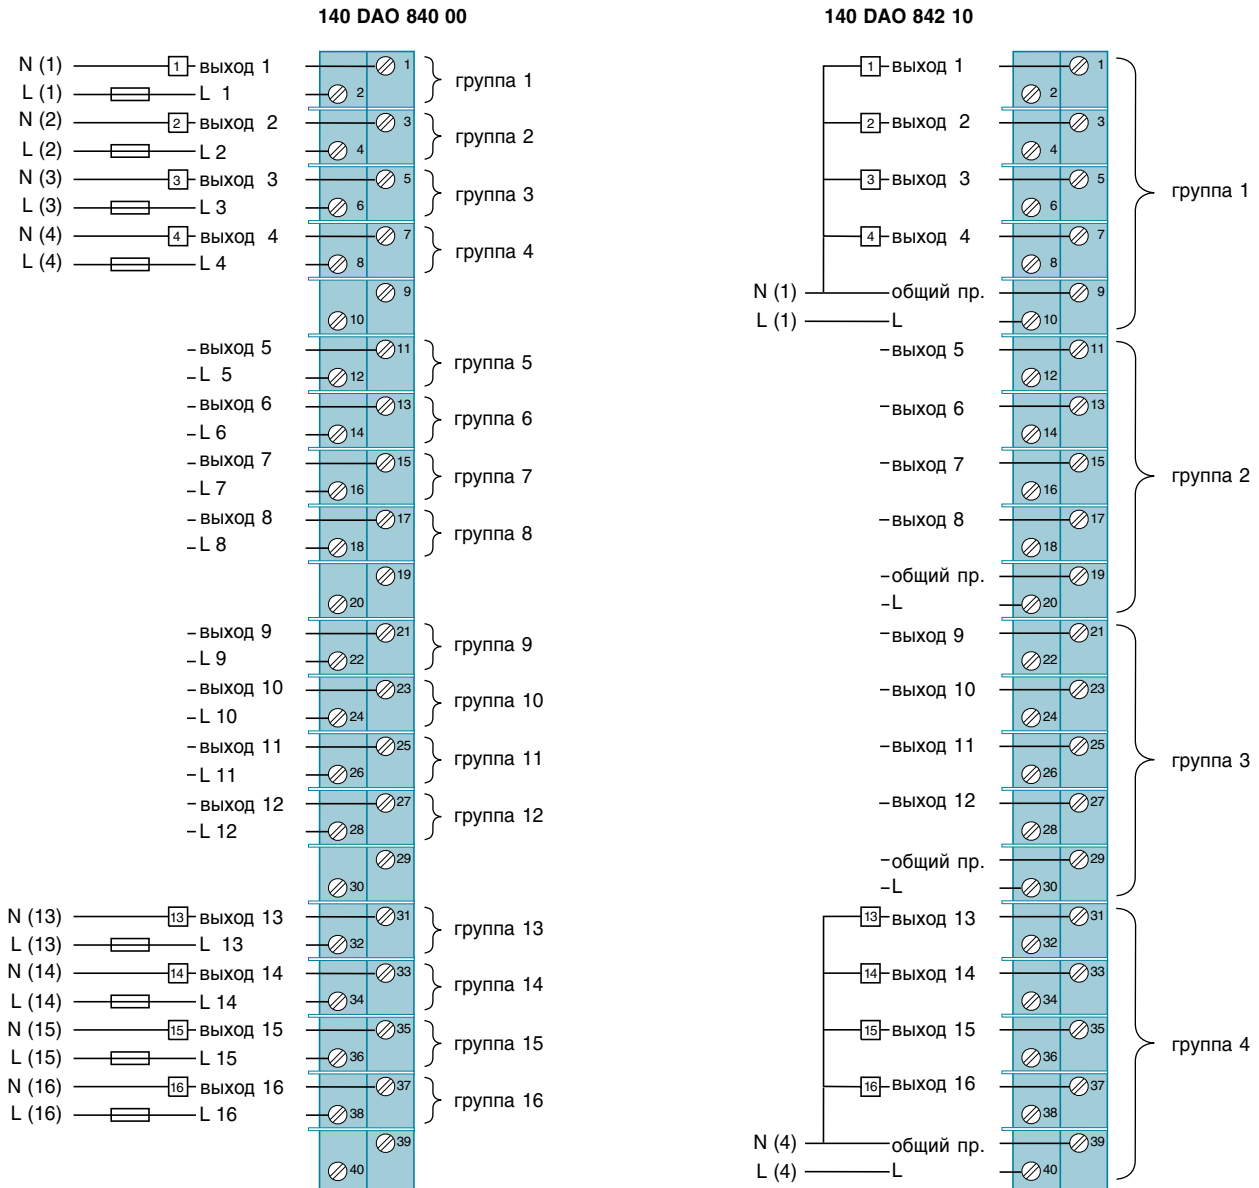 140 DAO 840 00
N (1) 1 выход 1 1
L (1) L 1 2
группа 1
N (2) 2 выход 2 3
L (2) L 2 4
группа 2
N (3) 3 выход 3 5
L (3) L 3 6
группа 3
N (4) 4 выход 4 7
L (4) L 4 8
группа 4
9
10
выход 5 11
L 5 12
группа 5
выход 6 13
L 6 14
группа 6
выход 7 15
L 7 16
группа 7
выход 8 17
L 8 18
группа 8
19
20
выход 9 21
L 9 22
группа 9
выход 10 23
L 10 24
группа 10
выход 11 25
L 11 26
группа 11
выход 12 27
L 12 28
группа 12
29
30
N (13) 13 выход 13 31
L (13) L 13 32
группа 13
N (14) 14 выход 14 33
L (14) L 14 34
группа 14
N (15) 15 выход 15 35
L (15) L 15 36
группа 15
N (16) 16 выход 16 37
L (16) L 16 38
группа 16
39
40
140 DAO 842 10
1 выход 1 1
2
2 выход 2 3
4
3 выход 3 5
6
группа 1
4 выход 4 7
8
N (1) общий пр. 9
L (1) L 10
выход 5 11
12
выход 6 13
14
выход 7 15
16
группа 2
выход 8 17
18
общий пр. 19
L 20
выход 9 21
22
выход 10 23
24
выход 11 25
26
группа 3
выход 12 27
28
общий пр. 29
L 30
13 выход 13 31
32
14 выход 14 33
34
15 выход 15 35
36
группа 4
16 выход 16 37
38
N (4) общий пр. 39
L (4) L 40